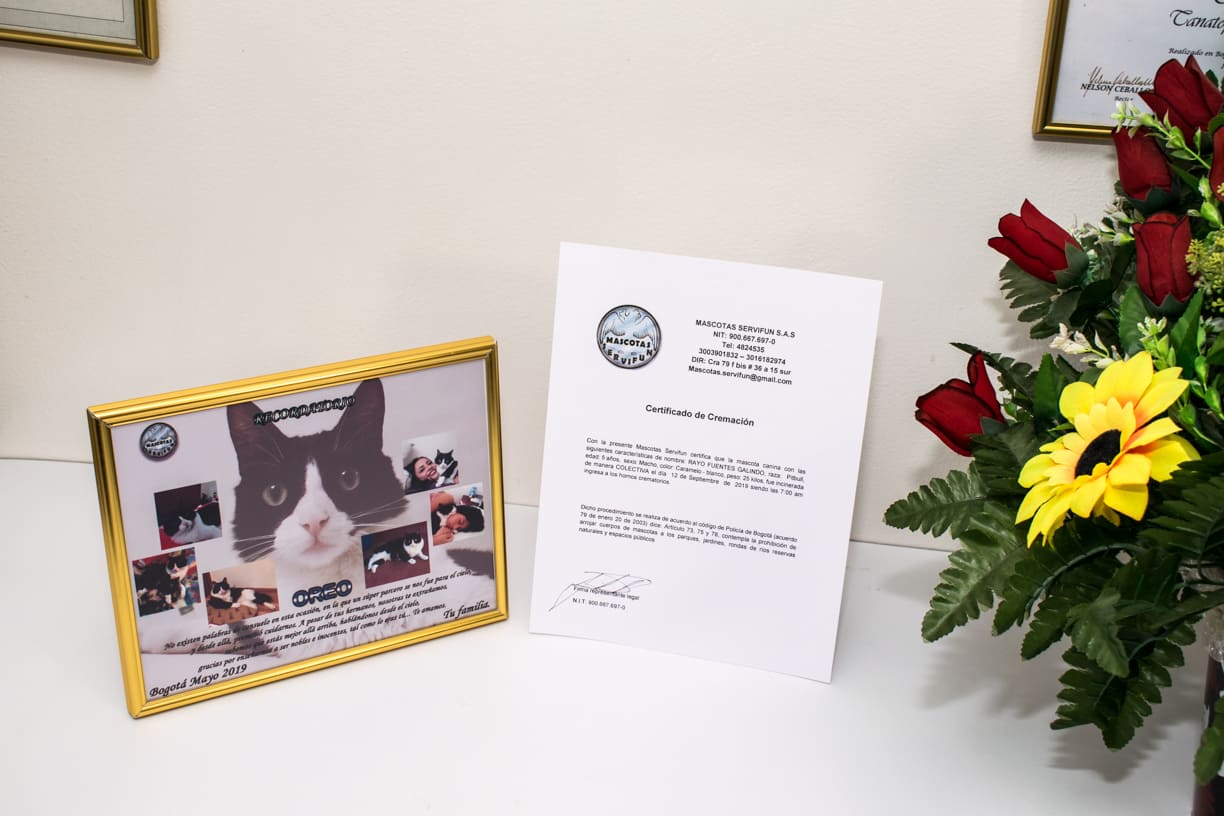 Tanato
Realizado en Bo
NELSON CEBALL
Rector
RECORDATORIO
MASCOTAS
SERVIFUN
OREO
No existen palabras de consuelo en esta ocasión, en la que un súper parcero se nos fue para el cielo,
y desde allá, prometió cuidarnos. A pesar de tus hermanos, nosotras te extrañamos,
sabemos que estás mejor allá arriba, hablándonos desde el cielo,
gracias por enseñarnos a ser nobles e inocentes, tal como lo eras tú... Te amamos.
Tu familia.
Bogotá Mayo 2019
MASCOTAS
SERVIFUN
MASCOTAS SERVIFUN S.A.S
NIT: 900.667.697-0
Tel: 4824535
3003901832 – 3016182974
DIR: Cra 79 f bis # 36 a 15 sur
Mascotas.servifun@gmail.com
Certificado de Cremación
Con la presente Mascotas Servifun certifica que la mascota canina con las
siguientes características de nombre: RAYO FUENTES GALINDO, raza: Pitbull,
edad: 5 años, sexo: Macho, color: Caramelo - blanco, peso: 25 kilos, fue incinerada
de manera COLECTIVA el día 12 de Septiembre de 2019 siendo las 7:00 am
ingresa a los hornos crematorios.
Dicho procedimiento se realiza de acuerdo al código de Policía de Bogotá (acuerdo
79 de enero 20 de 2003) dice: Artículo 73, 75 y 78, contempla la prohibición de
arrojar cuerpos de mascotas a los parques, jardines, rondas de ríos reservas
naturales y espacios públicos
Firma representante legal
N.I.T: 900.667.697-0